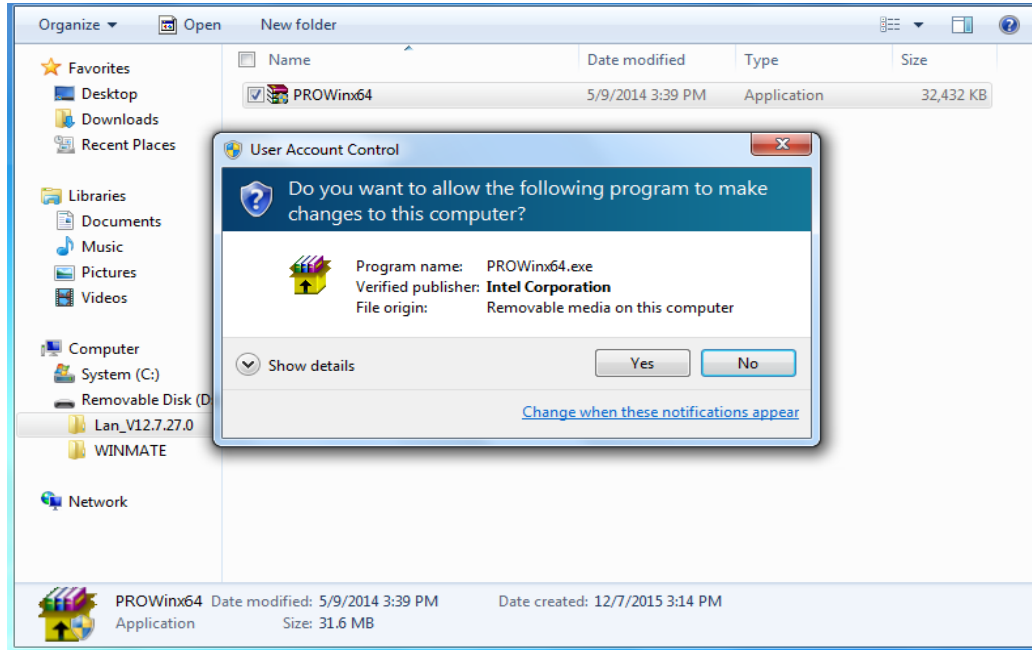 Organize Open New folder
Favorites
Desktop
Downloads
Recent Places
Libraries
Documents
Music
Pictures
Videos
Computer
System (C:)
Removable Disk (D
Lan_V12.7.27.0
WINMATE
Network
Name Date modified Type Size
PROWinx64 5/9/2014 3:39 PM Application 32,432 KB
User Account Control
Do you want to allow the following program to make
changes to this computer?
Program name: PROWinx64.exe
Verified publisher: Intel Corporation
File origin: Removable media on this computer
Show details Yes No
Change when these notifications appear
PROWinx64 Date modified: 5/9/2014 3:39 PM Date created: 12/7/2015 3:14 PM
Application Size: 31.6 MB